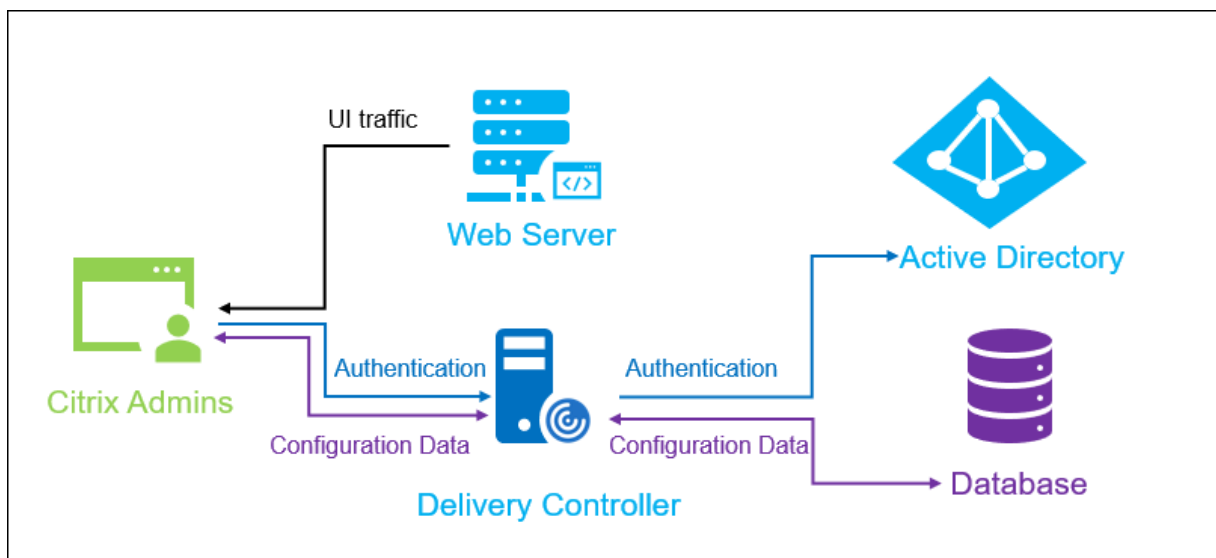 UI traffic
Web Server
Active Directory
Citrix Admins
Authentication
Authentication
Configuration Data
Configuration Data
Delivery Controller
Database